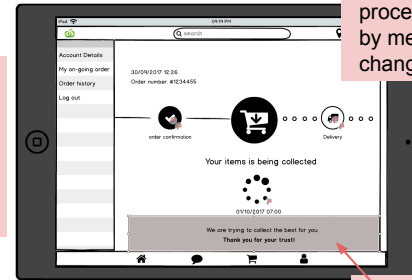 proce
by me
chang
iPad
04:14 PM
search
Account Details
My on-going order
Order history
Log out
30/09/2017 12:26
Order number: #1234455
order confirmation
Delivery
Your items is being collected
01/10/2017 07:00
We are trying to collect the best for you.
Thank you for your trust!